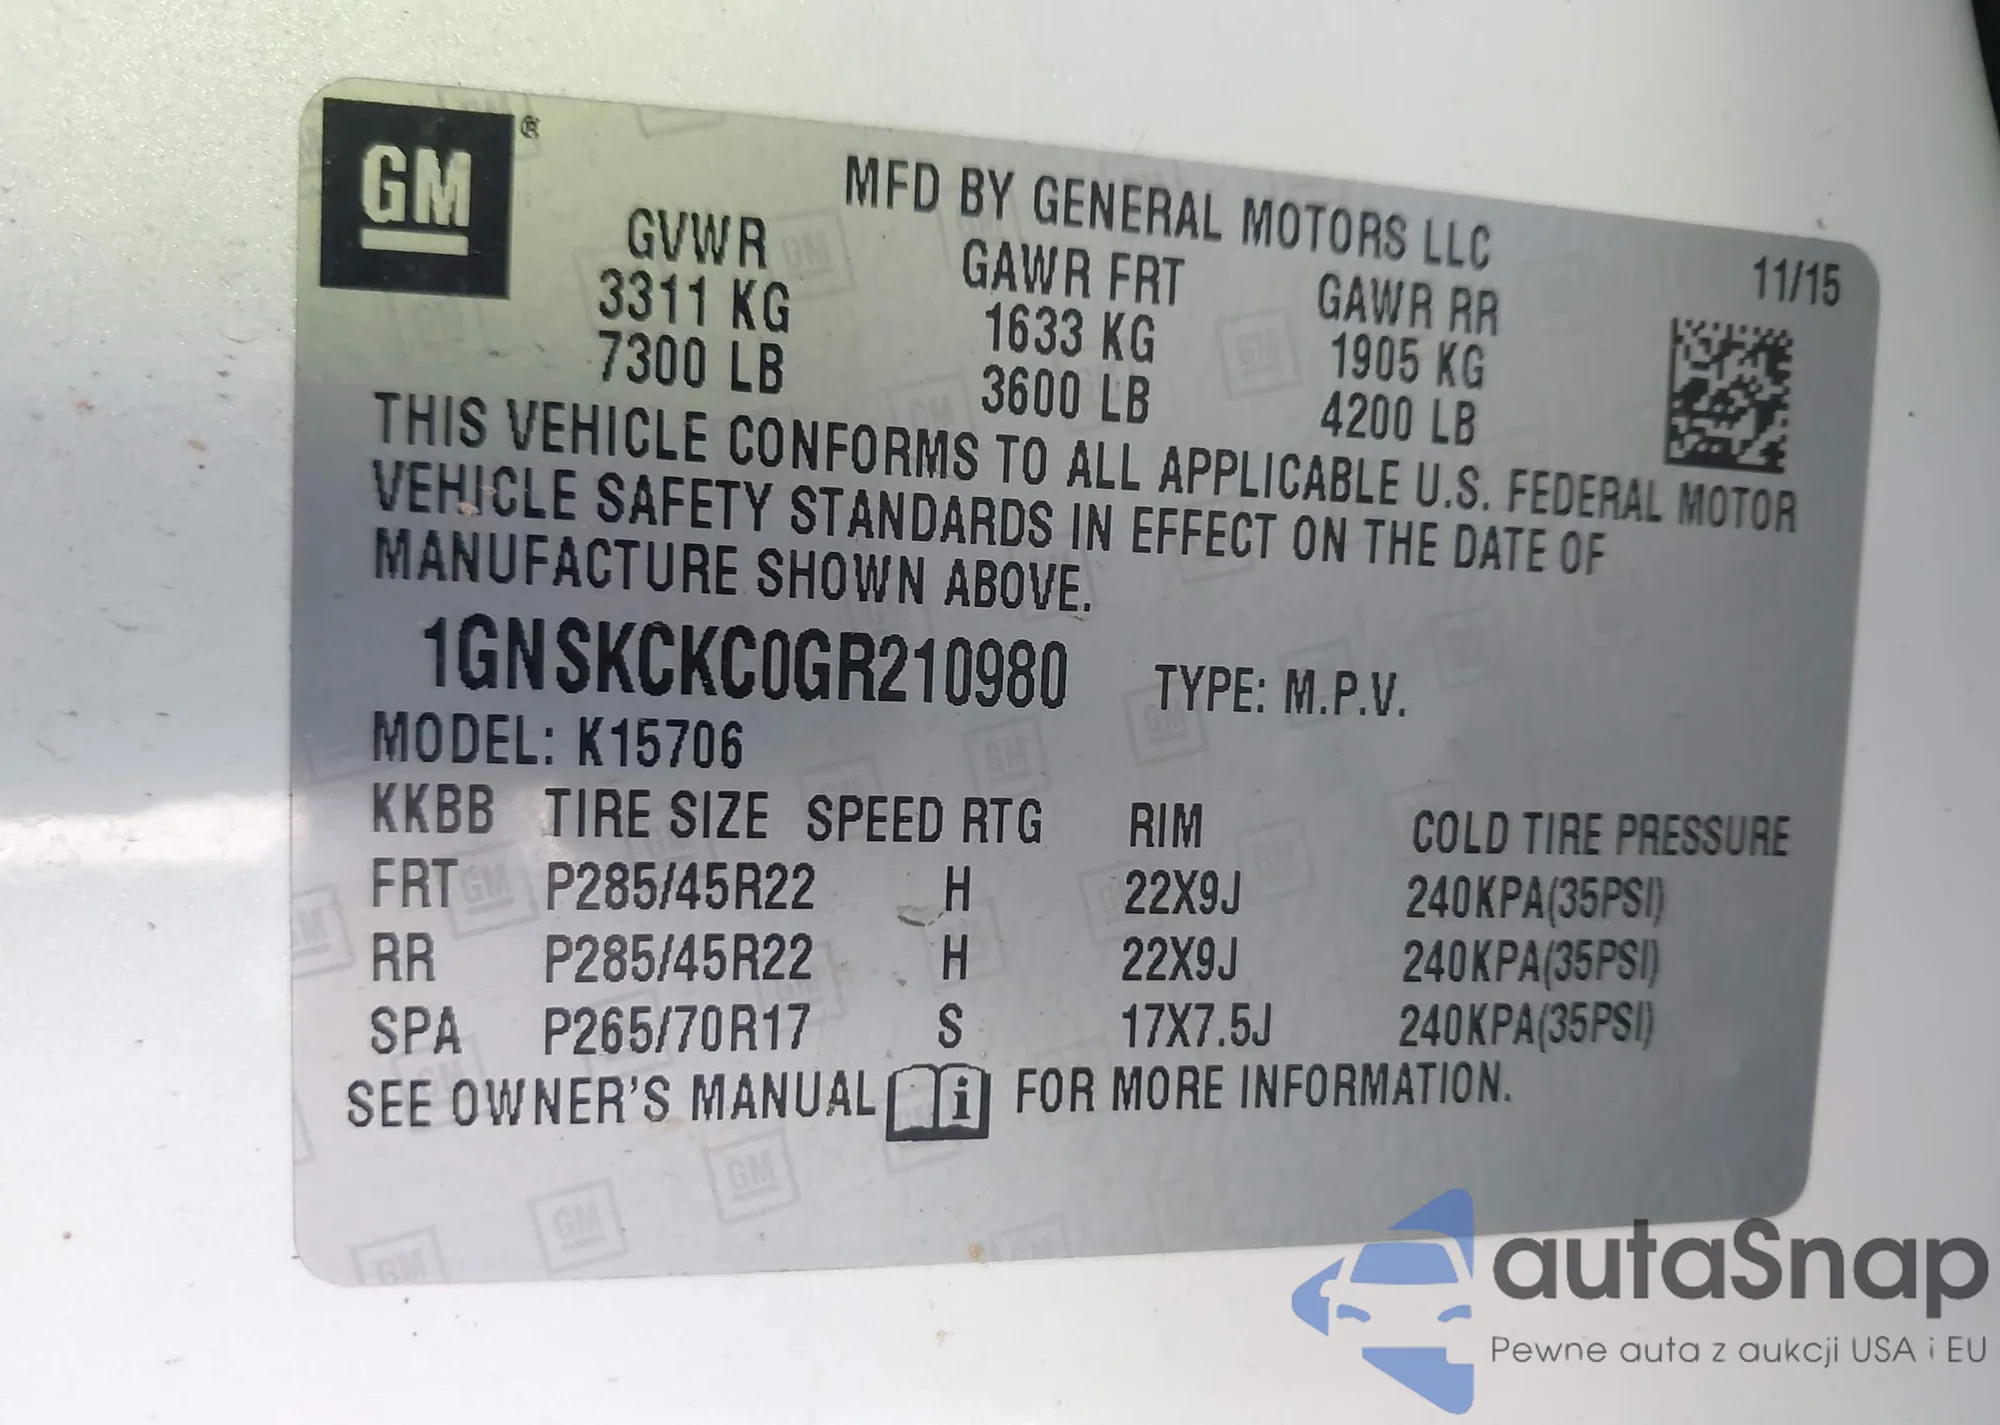 GM®
MFD BY GENERAL MOTORS LLC
11/15
GVWR GAWR FRT GAWR RR
3311 KG 1633 KG 1905 KG
7300 LB 3600 LB 4200 LB
THIS VEHICLE CONFORMS TO ALL APPLICABLE U.S. FEDERAL MOTOR
VEHICLE SAFETY STANDARDS IN EFFECT ON THE DATE OF
MANUFACTURE SHOWN ABOVE.
1GNSKCKC0GR210980 TYPE: M.P.V.
MODEL: K15706
KKBB TIRE SIZE SPEED RTG RIM COLD TIRE PRESSURE
FRT P285/45R22 H 22X9J 240KPA(35PSI)
RR P285/45R22 H 22X9J 240KPA(35PSI)
SPA P265/70R17 S 17X7.5J 240KPA(35PSI)
SEE OWNER'S MANUAL i FOR MORE INFORMATION.
autaSnap
Pewne auta z aukcji USA i EU